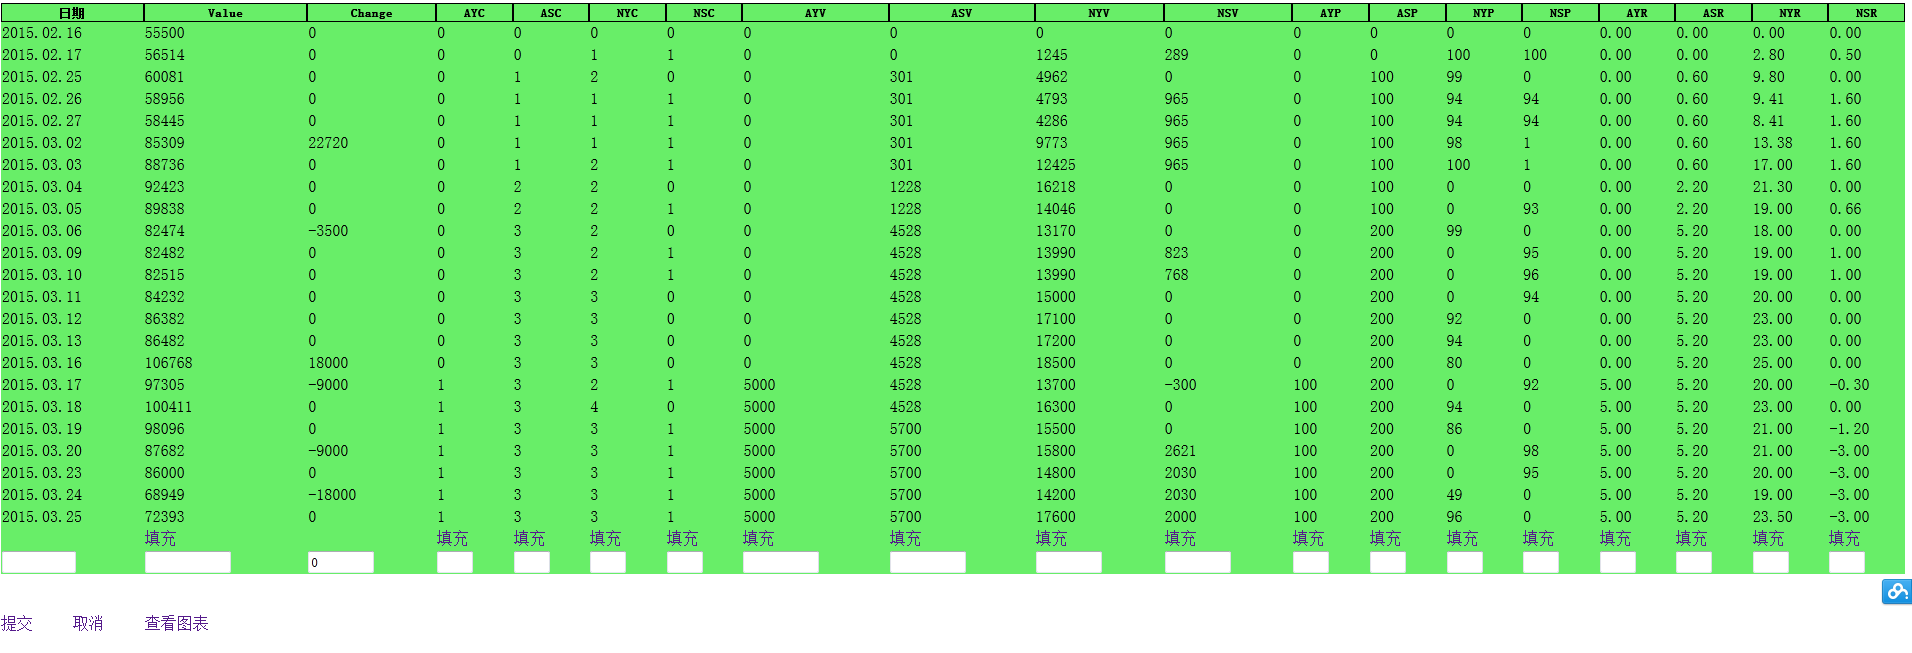 日期 Value Change AYC ASC NYC NSC AYV ASV NYV NSV AYP ASP NYP NSP AYR ASR NYR NSR
2015.02.16 55500 0 0 0 0 0 0 0 0 0 0 0 0 0 0.00 0.00 0.00 0.00
2015.02.17 56514 0 0 0 1 1 0 0 1245 289 0 0 100 100 0.00 0.00 2.80 0.50
2015.02.25 60081 0 0 1 2 0 0 301 4962 0 0 100 99 0 0.00 0.60 9.80 0.00
2015.02.26 58956 0 0 1 1 1 0 301 4793 965 0 100 94 94 0.00 0.60 9.41 1.60
2015.02.27 58445 0 0 1 1 1 0 301 4286 965 0 100 94 94 0.00 0.60 8.41 1.60
2015.03.02 85309 22720 0 1 1 1 0 301 9773 965 0 100 98 1 0.00 0.60 13.38 1.60
2015.03.03 88736 0 0 1 2 1 0 301 12425 965 0 100 100 1 0.00 0.60 17.00 1.60
2015.03.04 92423 0 0 2 2 0 0 1228 16218 0 0 100 0 0 0.00 2.20 21.30 0.00
2015.03.05 89838 0 0 2 2 1 0 1228 14046 0 0 100 0 93 0.00 2.20 19.00 0.66
2015.03.06 82474 -3500 0 3 2 0 0 4528 13170 0 0 200 99 0 0.00 5.20 18.00 0.00
2015.03.09 82482 0 0 3 2 1 0 4528 13990 823 0 200 0 95 0.00 5.20 19.00 1.00
2015.03.10 82515 0 0 3 2 1 0 4528 13990 768 0 200 0 96 0.00 5.20 19.00 1.00
2015.03.11 84232 0 0 3 3 0 0 4528 15000 0 0 200 0 94 0.00 5.20 20.00 0.00
2015.03.12 86382 0 0 3 3 0 0 4528 17100 0 0 200 92 0 0.00 5.20 23.00 0.00
2015.03.13 86482 0 0 3 3 0 0 4528 17200 0 0 200 94 0 0.00 5.20 23.00 0.00
2015.03.16 106768 18000 0 3 3 0 0 4528 18500 0 0 200 80 0 0.00 5.20 25.00 0.00
2015.03.17 97305 -9000 1 3 2 1 5000 4528 13700 -300 100 200 0 92 5.00 5.20 20.00 -0.30
2015.03.18 100411 0 1 3 4 0 5000 4528 16300 0 100 200 94 0 5.00 5.20 23.00 0.00
2015.03.19 98096 0 1 3 3 1 5000 5700 15500 0 100 200 86 0 5.00 5.20 21.00 -1.20
2015.03.20 87682 -9000 1 3 3 1 5000 5700 15800 2621 100 200 0 98 5.00 5.20 21.00 -3.00
2015.03.23 86000 0 1 3 3 1 5000 5700 14800 2030 100 200 0 95 5.00 5.20 20.00 -3.00
2015.03.24 68949 -18000 1 3 3 1 5000 5700 14200 2030 100 200 49 0 5.00 5.20 19.00 -3.00
2015.03.25 72393 0 1 3 3 1 5000 5700 17600 2000 100 200 96 0 5.00 5.20 23.50 -3.00
填充 填充 填充 填充 填充 填充 填充 填充 填充 填充 填充 填充 填充 填充 填充 填充 填充
0
提交 取消 查看图表